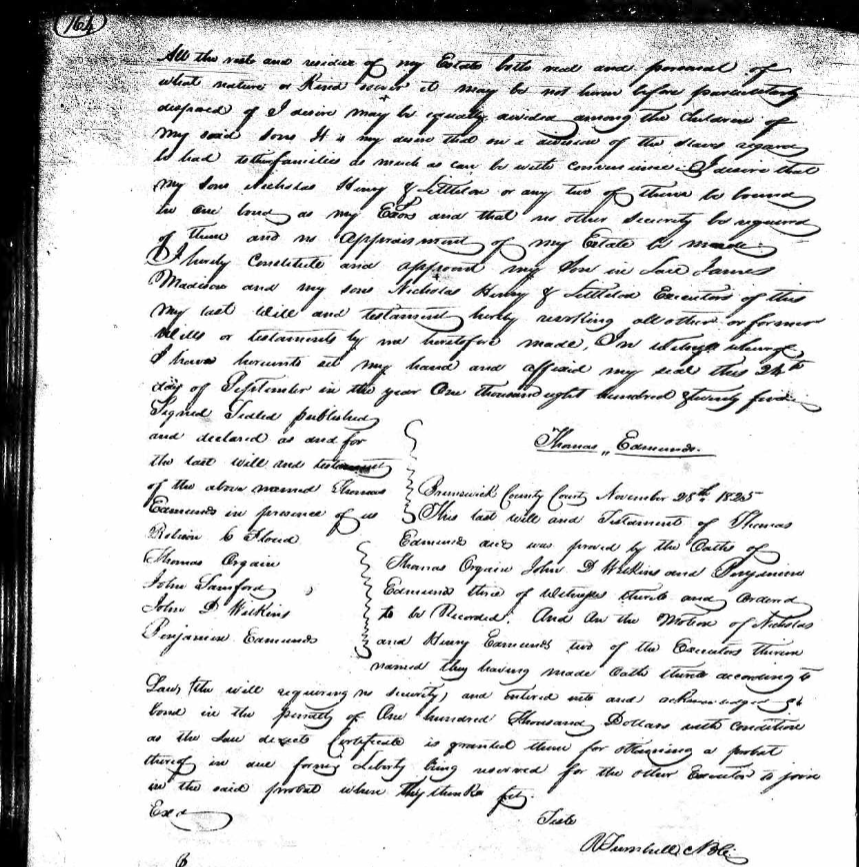 164
All the rests and residue of my Estate both real and personal of
what nature or Kind soever it may be not herein before particularly
disposed of I desire may be equally divided among the Children of
my said sons. It is my desire that on a division of the slaves regard
be had to their families as much as can be with convenience. I desire that
my sons Nicholas Henry & Littleton or any two of them be bound
in one bond as my Exors and that no other security be required
of them and no Appraisment of my Estate be made.
I hereby Constitute and appoint my Son in Law James
Madison and my sons Nicholas Henry & Littleton Executors of this
my last Will and testament hereby revoking all other or former
Wills or testaments by me heretofore made, In witness whereof
I have hereunto set my hand and affixed my seal this 24th
day of September in the year One thousand eight hundred & twenty five
Signed Sealed published
and declared as and for
the last will and testament
of the above named Thomas
Edmunds in presence of us
Thomas Orgain
John Samford
John D Wilkins
Benjamin Edmunds
Thomas Edmunds.
Brunswick County Court November 28th 1825
This last will and Testament of Thomas
Edmunds was proved by the Oaths of
Thomas Orgain John D Wilkins and Benjamin
Edmunds three of Witnesses thereto and Ordered
to be Recorded. And On the Motion of Nicholas
and Henry Edmunds two of the Executors therein
named they having made Oath thereto according to
Law, (the will requiring no security) and entered into and acknowledged
bond in the penalty of One hundred Thousand Dollars with Condition
as the Law directs Certificate is granted them for obtaining a probat
thereof in due form, Liberty being reserved for the other Executor to join
in the said probat when they think fit.
Exd
Teste
R Turnbull